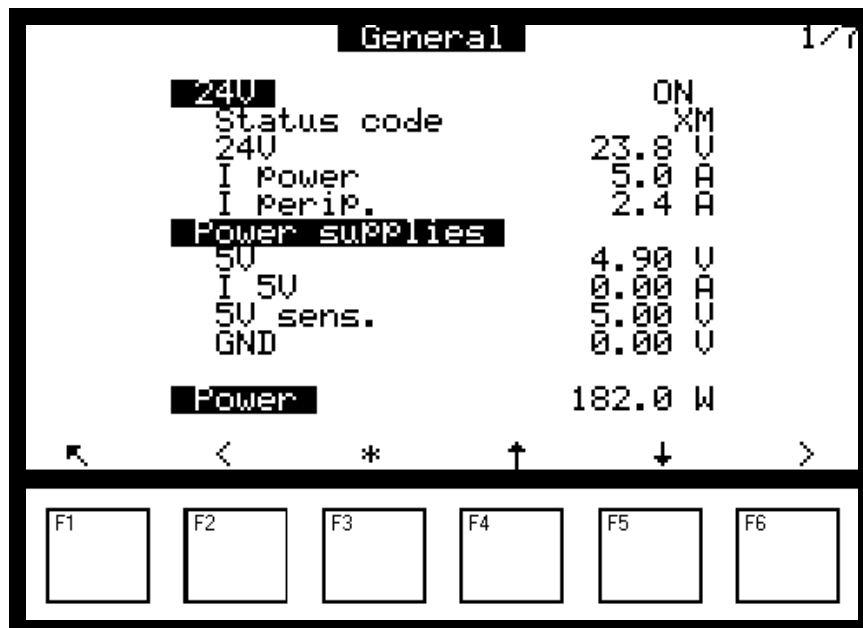 General 1/7
24V ON
Status code XM
24V 23.8 V
I Power 5.0 A
I Perip. 2.4 A
Power supplies
5V 4.90 V
I 5V 0.00 A
5V sens. 5.00 V
GND 0.00 V
Power 182.0 W
↖ < * ↑ ↓ >
F1 F2 F3 F4 F5 F6